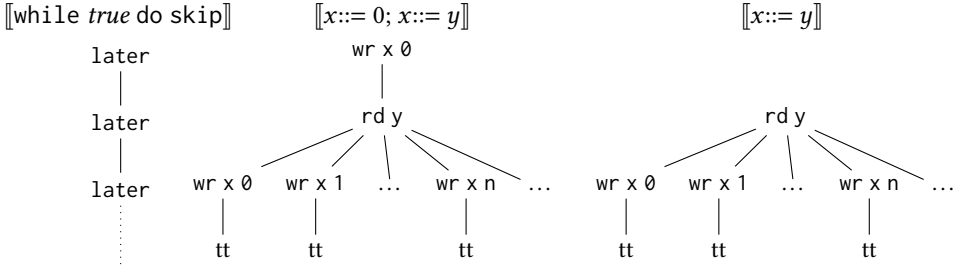 ⟦while true do skip⟧ ⟦x::= 0; x::= y⟧ ⟦x::= y⟧
later wr x 0
later rd y rd y
later wr x 0 wr x 1 ... wr x n ... wr x 0 wr x 1 ... wr x n ...
tt tt tt tt tt tt